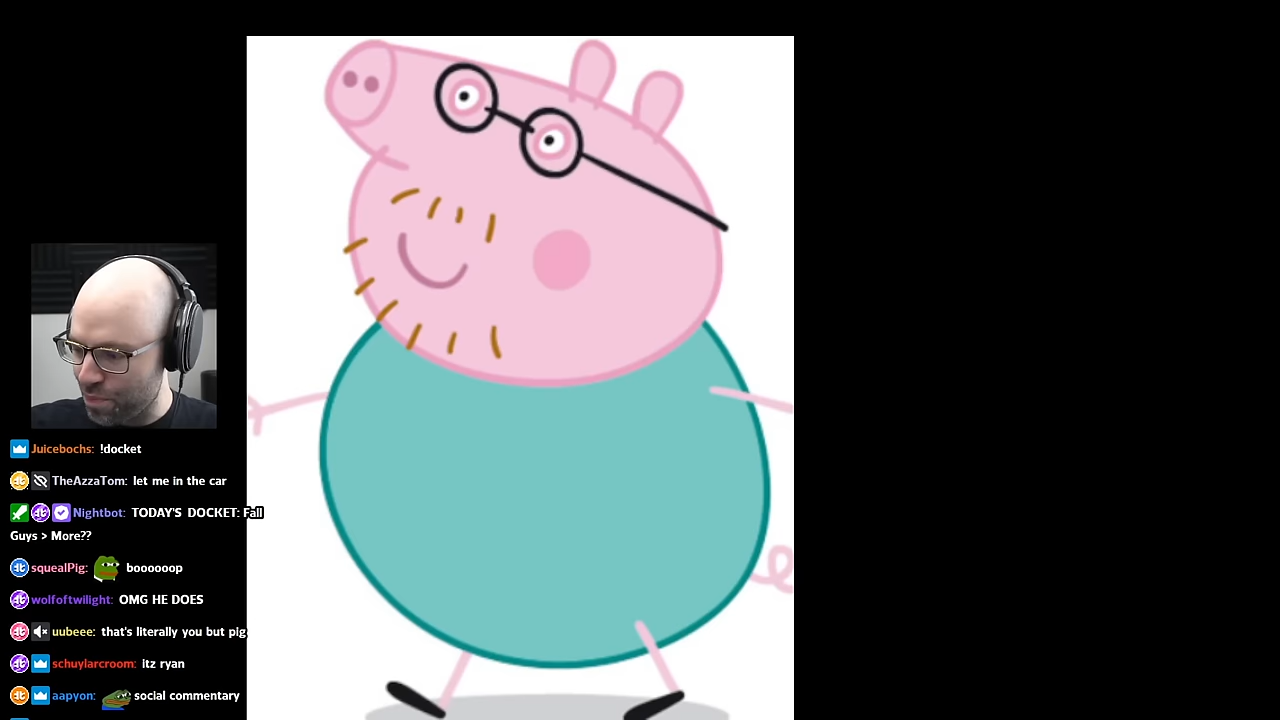 Juicebochs: !docket
TheAzzaTom: let me in the car
Nightbot: TODAY'S DOCKET: Fall
Guys > More??
squealPig: boooooop
wolfoftwilight: OMG HE DOES
uubeee: that's literally you but pig
schuylarcroom: itz ryan
aapyon: social commentary